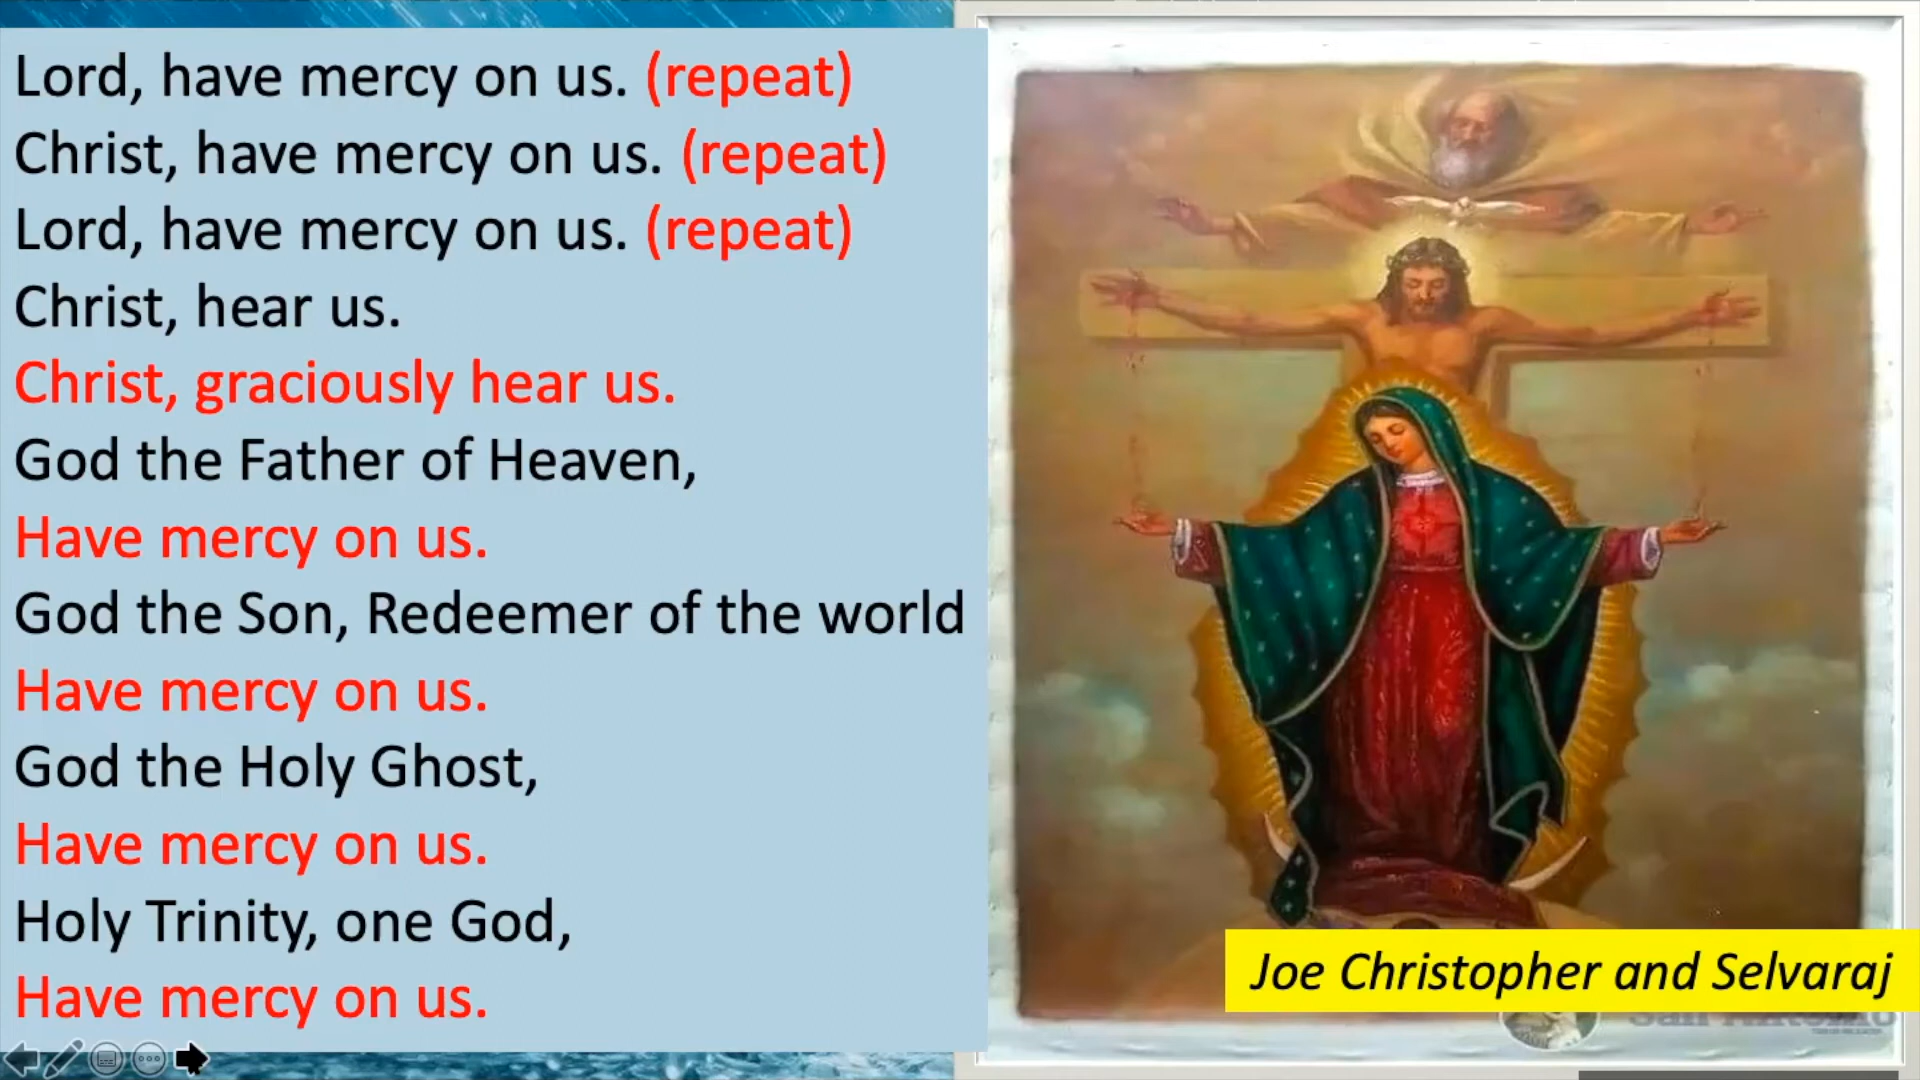 Lord, have mercy on us. (repeat)
Christ, have mercy on us. (repeat)
Lord, have mercy on us. (repeat)
Christ, hear us.
Christ, graciously hear us.
God the Father of Heaven,
Have mercy on us.
God the Son, Redeemer of the world
Have mercy on us.
God the Holy Ghost,
Have mercy on us.
Holy Trinity, one God,
Have mercy on us.
Joe Christopher and Selvaraj